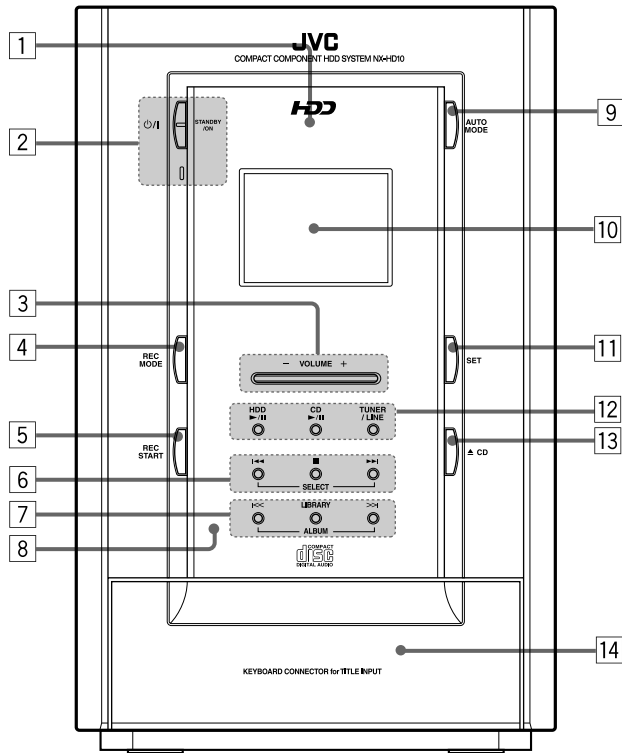 1
JVC
COMPACT COMPONENT HDD SYSTEM NX-HD10
HDD
2
⏻/I
STANDBY
/ON
9
AUTO
MODE
10
3
− VOLUME +
4
REC
MODE
11
SET
12
HDD
►/II
CD
►/II
TUNER
/ LINE
5
REC
START
13
▲ CD
6
I◄◄ ■ ►►I
SELECT
7
I<< LIBRARY >>I
ALBUM
8
COMPACT
disc
DIGITAL AUDIO
14
KEYBOARD CONNECTOR for TITLE INPUT